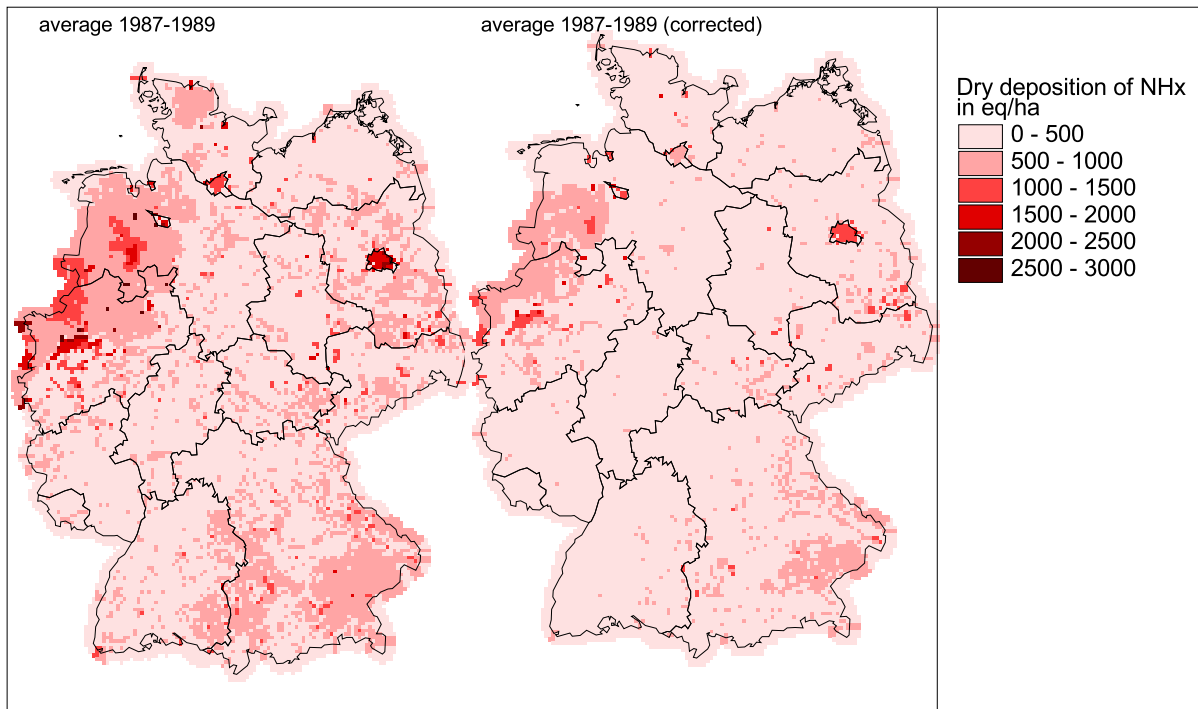 average 1987-1989
average 1987-1989 (corrected)
Dry deposition of NHx
in eq/ha
0 - 500
500 - 1000
1000 - 1500
1500 - 2000
2000 - 2500
2500 - 3000